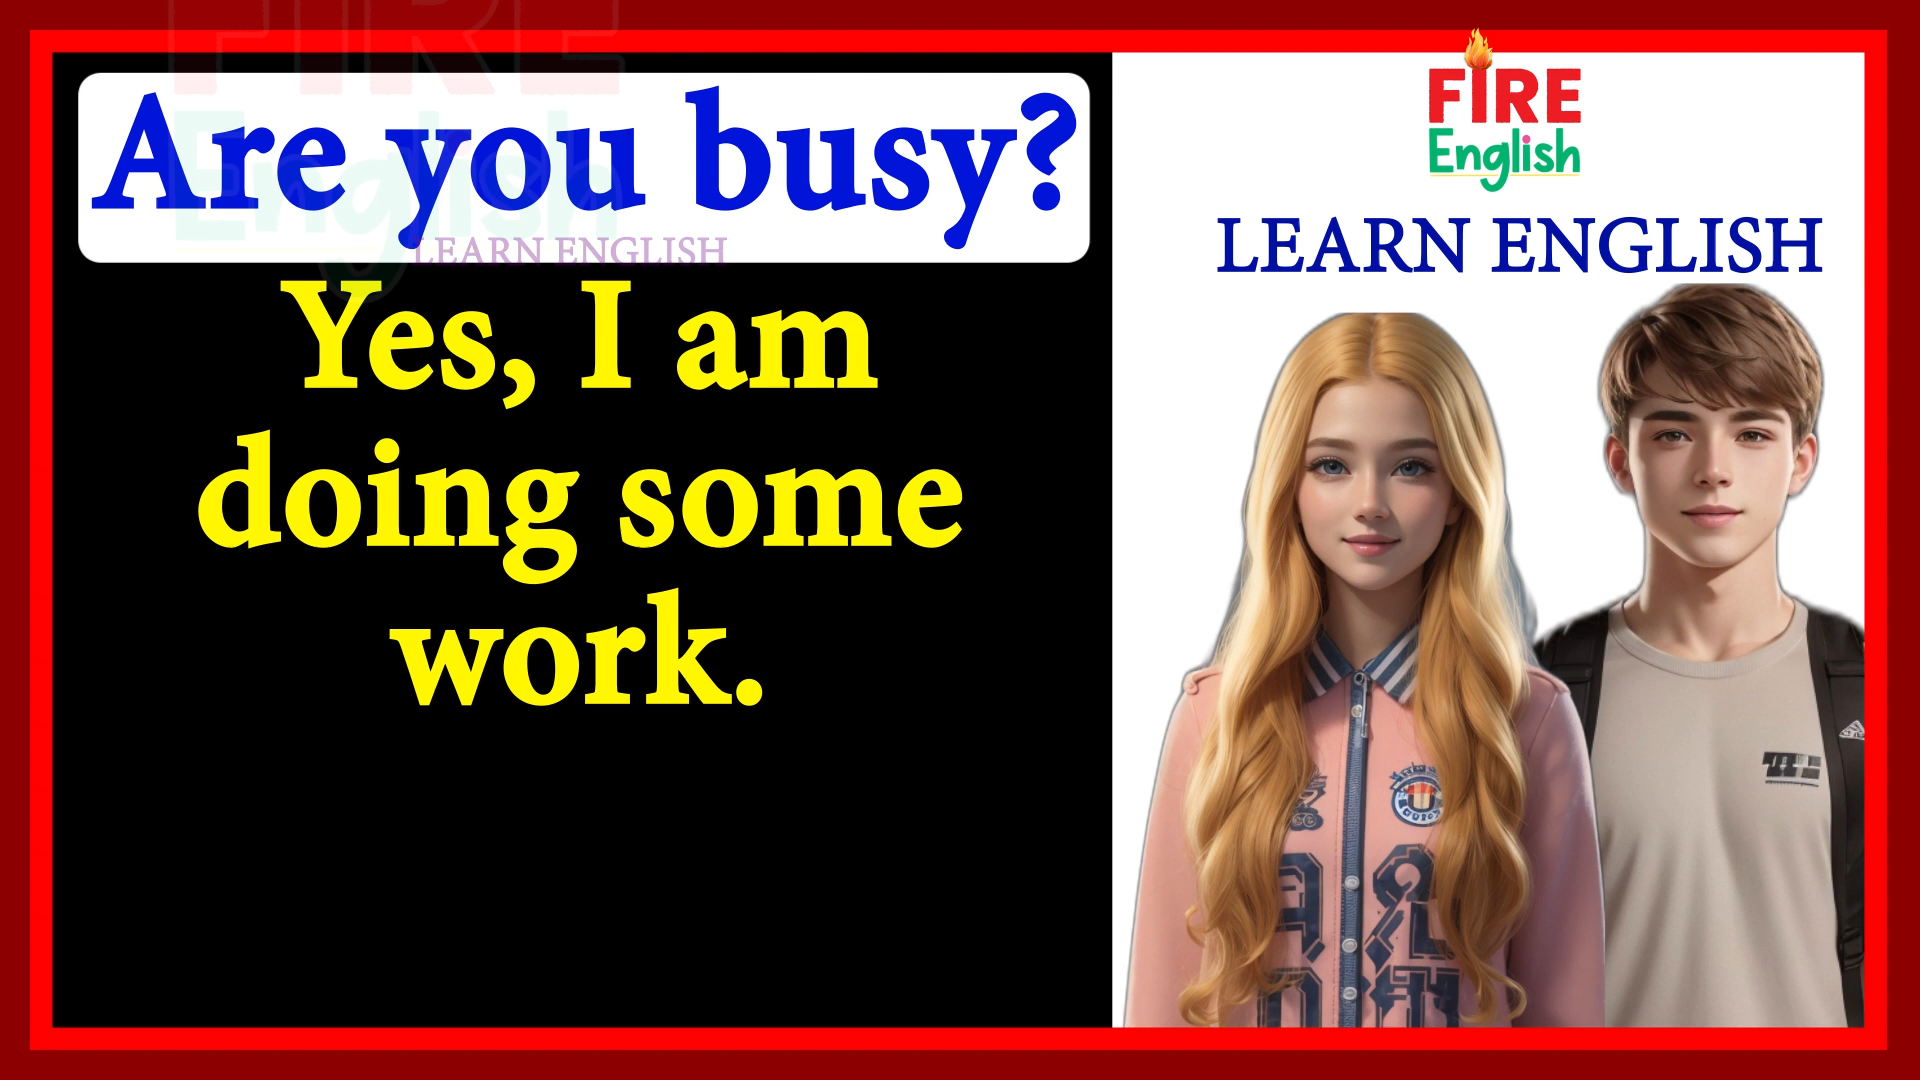 Are you busy?
LEARN ENGLISH
Yes, I am
doing some
work.
FIRE
English
LEARN ENGLISH